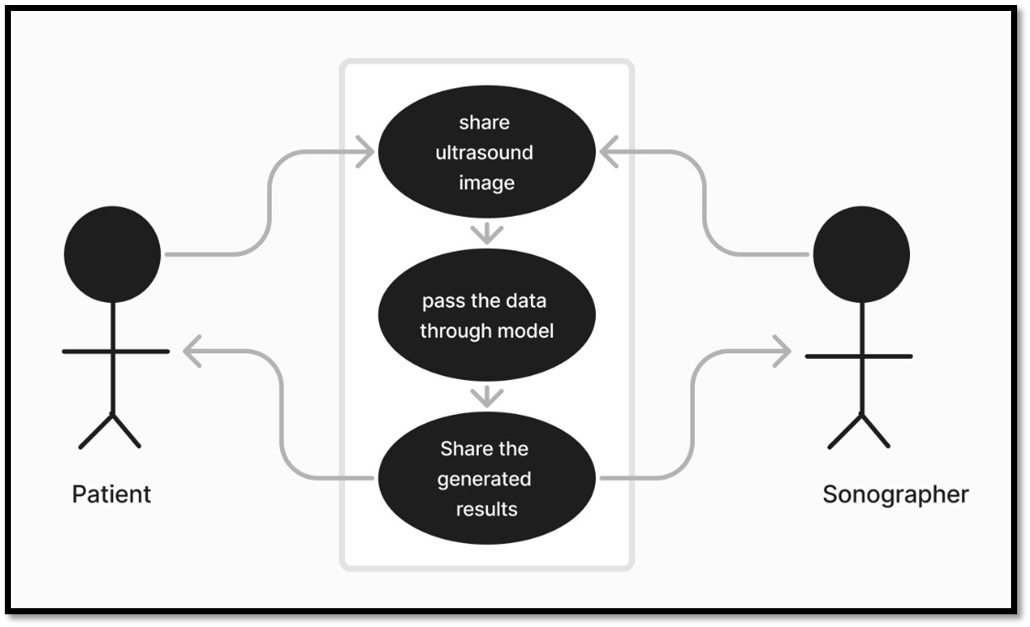 share
ultrasound
image
pass the data
through model
Share the
generated
results
Patient
Sonographer